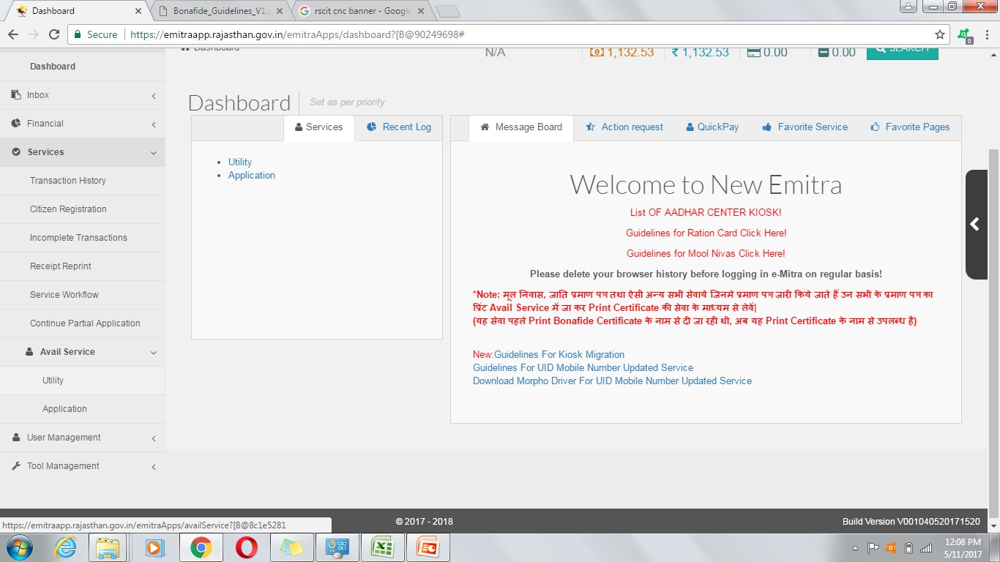 Dashboard
Bonafide_Guidelines_V1.
rscit cnc banner - Google
Secure
https://emitraapp.rajasthan.gov.in/emitraApps/dashboard?[B@90249698#
0
Dashboard
N/A
1,132.53
₹ 1,132.53
0.00
0.00
SEARCH
Dashboard
Inbox
Financial
Services
Transaction History
Citizen Registration
Incomplete Transactions
Receipt Reprint
Service Workflow
Continue Partial Application
Avail Service
Utility
Application
User Management
Tool Management
Dashboard
Set as per priority
Services
Recent Log
Utility
Application
Message Board
Action request
QuickPay
Favorite Service
Favorite Pages
Welcome to New Emitra
List OF AADHAR CENTER KIOSK!
Guidelines for Ration Card Click Here!
Guidelines for Mool Nivas Click Here!
Please delete your browser history before logging in e-Mitra on regular basis!
*Note: मूल निवास, जाति प्रमाण पत्र तथा ऐसी अन्य सभी सेवाये जिनमे प्रमाण पत्र जारी किये जाते हैं उन सभी के प्रमाण पत्र का
प्रिंट Avail Service में जा कर Print Certificate की सेवा के माध्यम से लेवें|
(यह सेवा पहले Print Bonafide Certificate के नाम से दी जा रही थी, अब यह Print Certificate के नाम से उपलब्ध है)
New:Guidelines For Kiosk Migration
Guidelines For UID Mobile Number Updated Service
Download Morpho Driver For UID Mobile Number Updated Service
https://emitraapp.rajasthan.gov.in/emitraApps/availService?[B@8c1e5281
© 2017 - 2018
Build Version V001040520171520
12:08 PM
5/11/2017